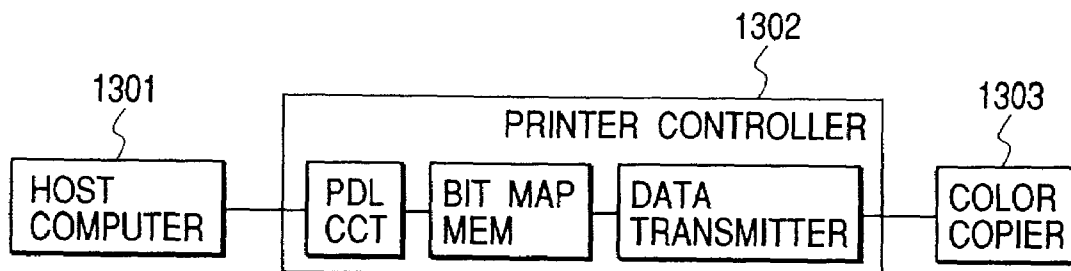 1302
1301
1303
PRINTER CONTROLLER
HOST
COMPUTER
PDL
CCT
BIT MAP
MEM
DATA
TRANSMITTER
COLOR
COPIER